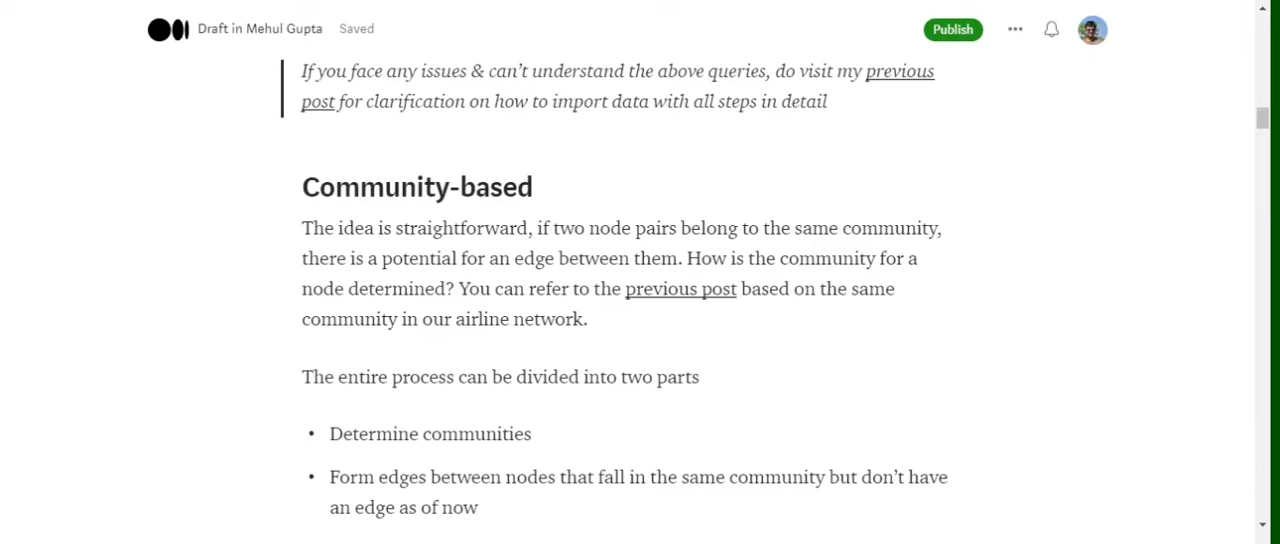 Draft in Mehul Gupta Saved Publish
If you face any issues & can't understand the above queries, do visit my previous
post for clarification on how to import data with all steps in detail
Community-based
The idea is straightforward, if two node pairs belong to the same community,
there is a potential for an edge between them. How is the community for a
node determined? You can refer to the previous post based on the same
community in our airline network.
The entire process can be divided into two parts
• Determine communities
• Form edges between nodes that fall in the same community but don't have
an edge as of now